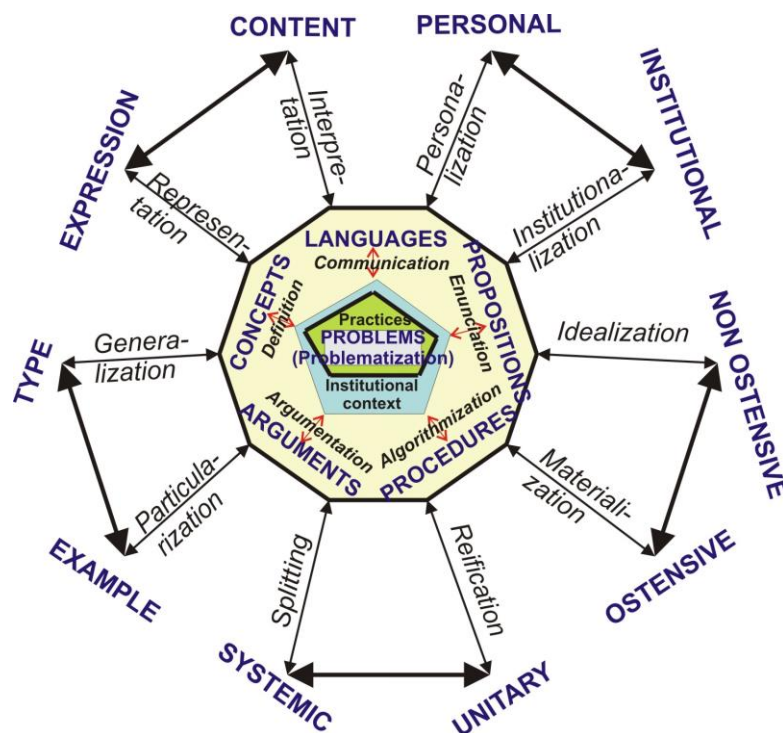 CONTENT
PERSONAL
EXPRESSION
INSTITUTIONAL
Interpre-
tation
Persona-
lization
Represen-
tation
Institutiona-
lization
LANGUAGES
Communication
CONCEPTS
Definition
PROPOSITIONS
Enunctation
Practices
PROBLEMS
(Problematization)
Institutional
context
TYPE
Genera-
lization
Idealization
NON OSTENSIVE
ARGUMENTS
Argumentation
PROCEDURES
Algorithmization
Particula-
rization
Materiali-
zation
EXAMPLE
OSTENSIVE
Splitting
Reification
SYSTEMIC
UNITARY